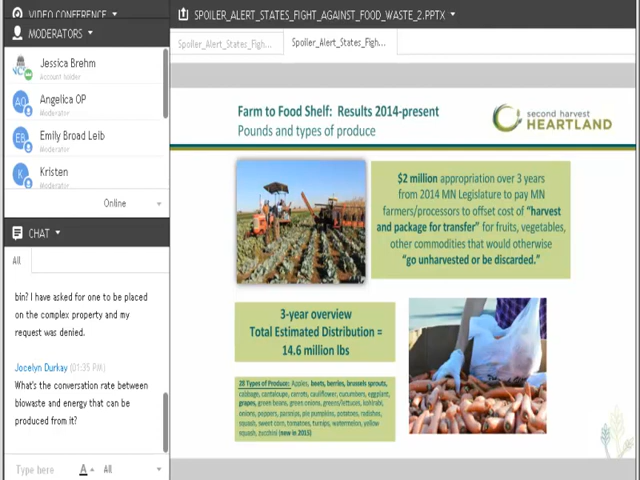 VIDEO CONFERENCE
MODERATORS
Jessica Brehm
Account holder
AO
Angelica OP
Moderator
EB
Emily Broad Leib
Moderator
K
Kristen
Moderator
Online
CHAT
All
bin? I have asked for one to be placed
on the complex property and my
request was denied.
Jocelyn Durkay (01:35 PM)
What's the conversation rate between
biowaste and energy that can be
produced from it?
Type here
A
All
SPOILER_ALERT_STATES_FIGHT_AGAINST_FOOD_WASTE_2.PPTX
Spoiler_Alert_States_Figh...
Spoiler_Alert_States_Figh...
Farm to Food Shelf: Results 2014-present
Pounds and types of produce
second harvest
HEARTLAND
$2 million appropriation over 3 years
from 2014 MN Legislature to pay MN
farmers/processors to offset cost of "harvest
and package for transfer" for fruits, vegetables,
other commodities that would otherwise
"go unharvested or be discarded."
3-year overview
Total Estimated Distribution =
14.6 million lbs
28 Types of Produce: Apples, beets, berries, brussels sprouts,
cabbage, cantaloupe, carrots, cauliflower, cucumbers, eggplant,
grapes, green beans, green onions, greens/lettuces, kohlrabi,
onions, peppers, parsnips, pie pumpkins, potatoes, radishes,
squash, sweet corn, tomatoes, turnips, watermelon, yellow
squash, zucchini (new in 2015)